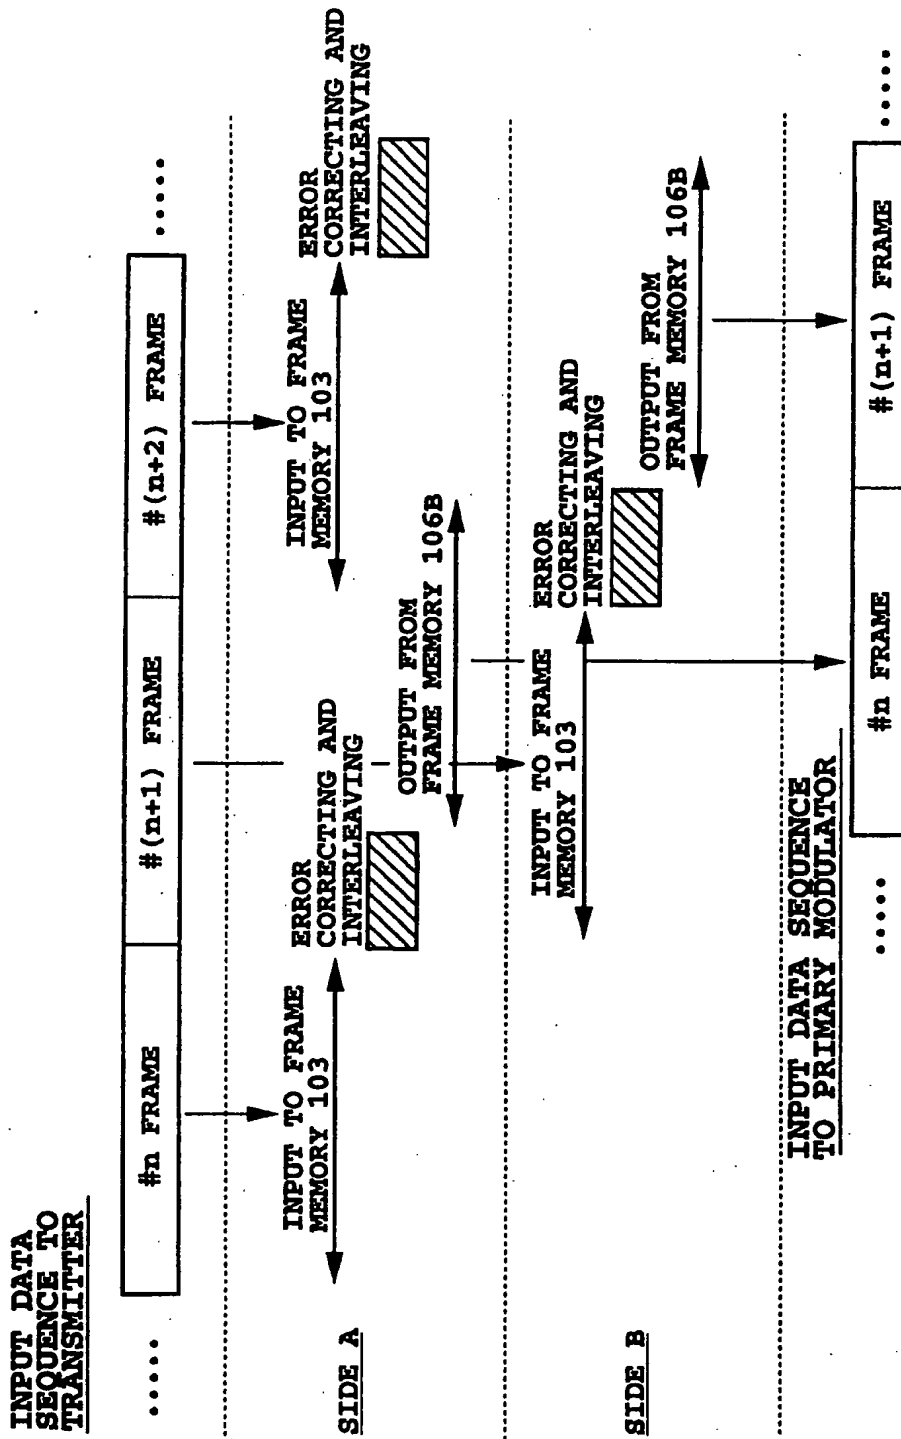 INPUT DATA
SEQUENCE TO
TRANSMITTER
.....
#n FRAME
#(n+1) FRAME
#(n+2) FRAME
.....
SIDE A
INPUT TO FRAME
MEMORY 103
ERROR
CORRECTING AND
INTERLEAVING
OUTPUT FROM
FRAME MEMORY 106B
INPUT TO FRAME
MEMORY 103
ERROR
CORRECTING AND
INTERLEAVING
SIDE B
INPUT TO FRAME
MEMORY 103
ERROR
CORRECTING AND
INTERLEAVING
OUTPUT FROM
FRAME MEMORY 106B
INPUT DATA SEQUENCE
TO PRIMARY MODULATOR
.....
#n FRAME
#(n+1) FRAME
.....